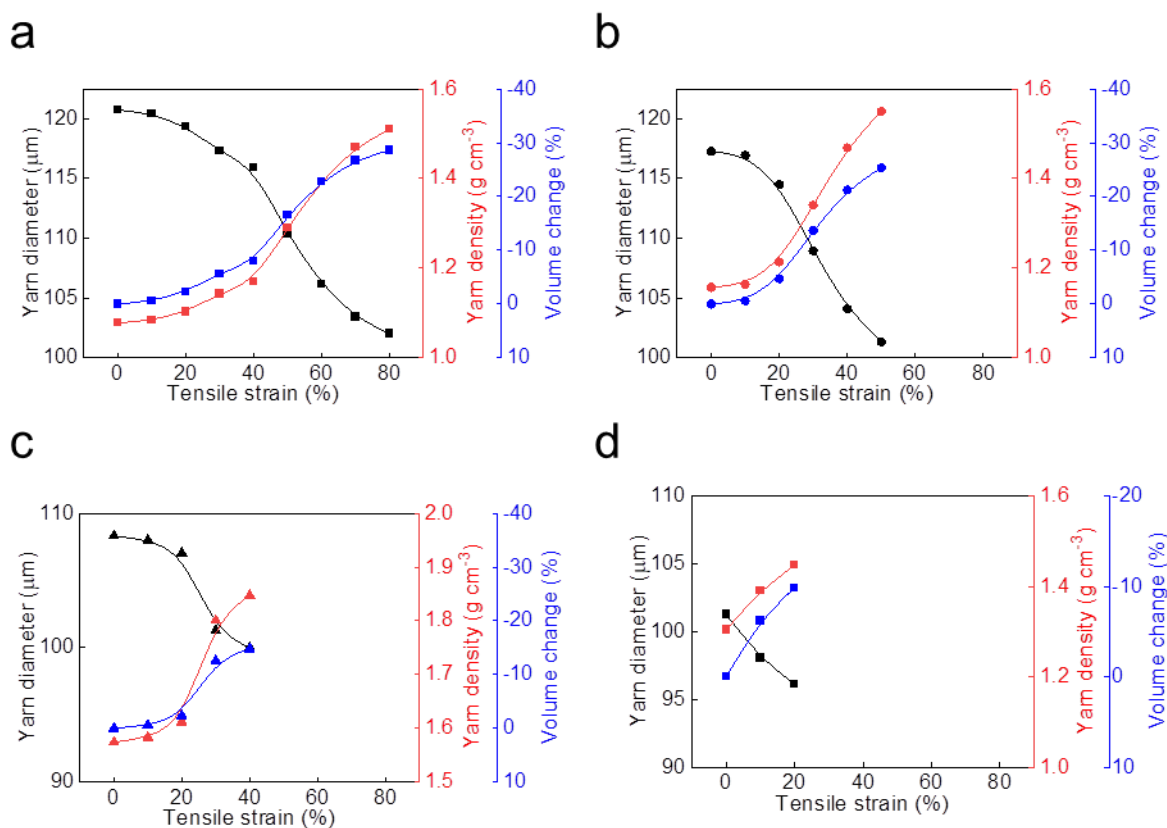 a
120
115
110
105
100
Yarn diameter (μm)
0 20 40 60 80
Tensile strain (%)
1.6
1.4
1.2
1.0
Yarn density (g cm⁻³)
-40
-30
-20
-10
0
10
Volume change (%)
b
120
115
110
105
100
Yarn diameter (μm)
0 20 40 60 80
Tensile strain (%)
1.6
1.4
1.2
1.0
Yarn density (g cm⁻³)
-40
-30
-20
-10
0
10
Volume change (%)
c
110
100
90
Yarn diameter (μm)
0 20 40 60 80
Tensile strain (%)
2.0
1.9
1.8
1.7
1.6
1.5
Yarn density (g cm⁻³)
-40
-30
-20
-10
0
10
Volume change (%)
d
110
105
100
95
90
Yarn diameter (μm)
0 20 40 60 80
Tensile strain (%)
1.6
1.4
1.2
1.0
Yarn density (g cm⁻³)
-20
-10
0
10
Volume change (%)